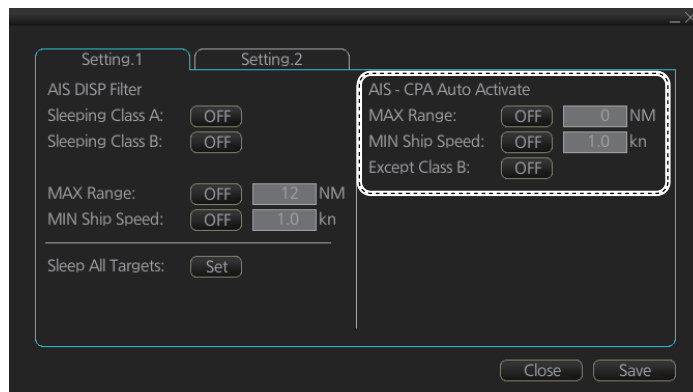 Setting.1 Setting.2
AIS DISP Filter
Sleeping Class A: OFF
Sleeping Class B: OFF
MAX Range: OFF 12 NM
MIN Ship Speed: OFF 1.0 kn
Sleep All Targets: Set
AIS - CPA Auto Activate
MAX Range: OFF 0 NM
MIN Ship Speed: OFF 1.0 kn
Except Class B: OFF
Close Save